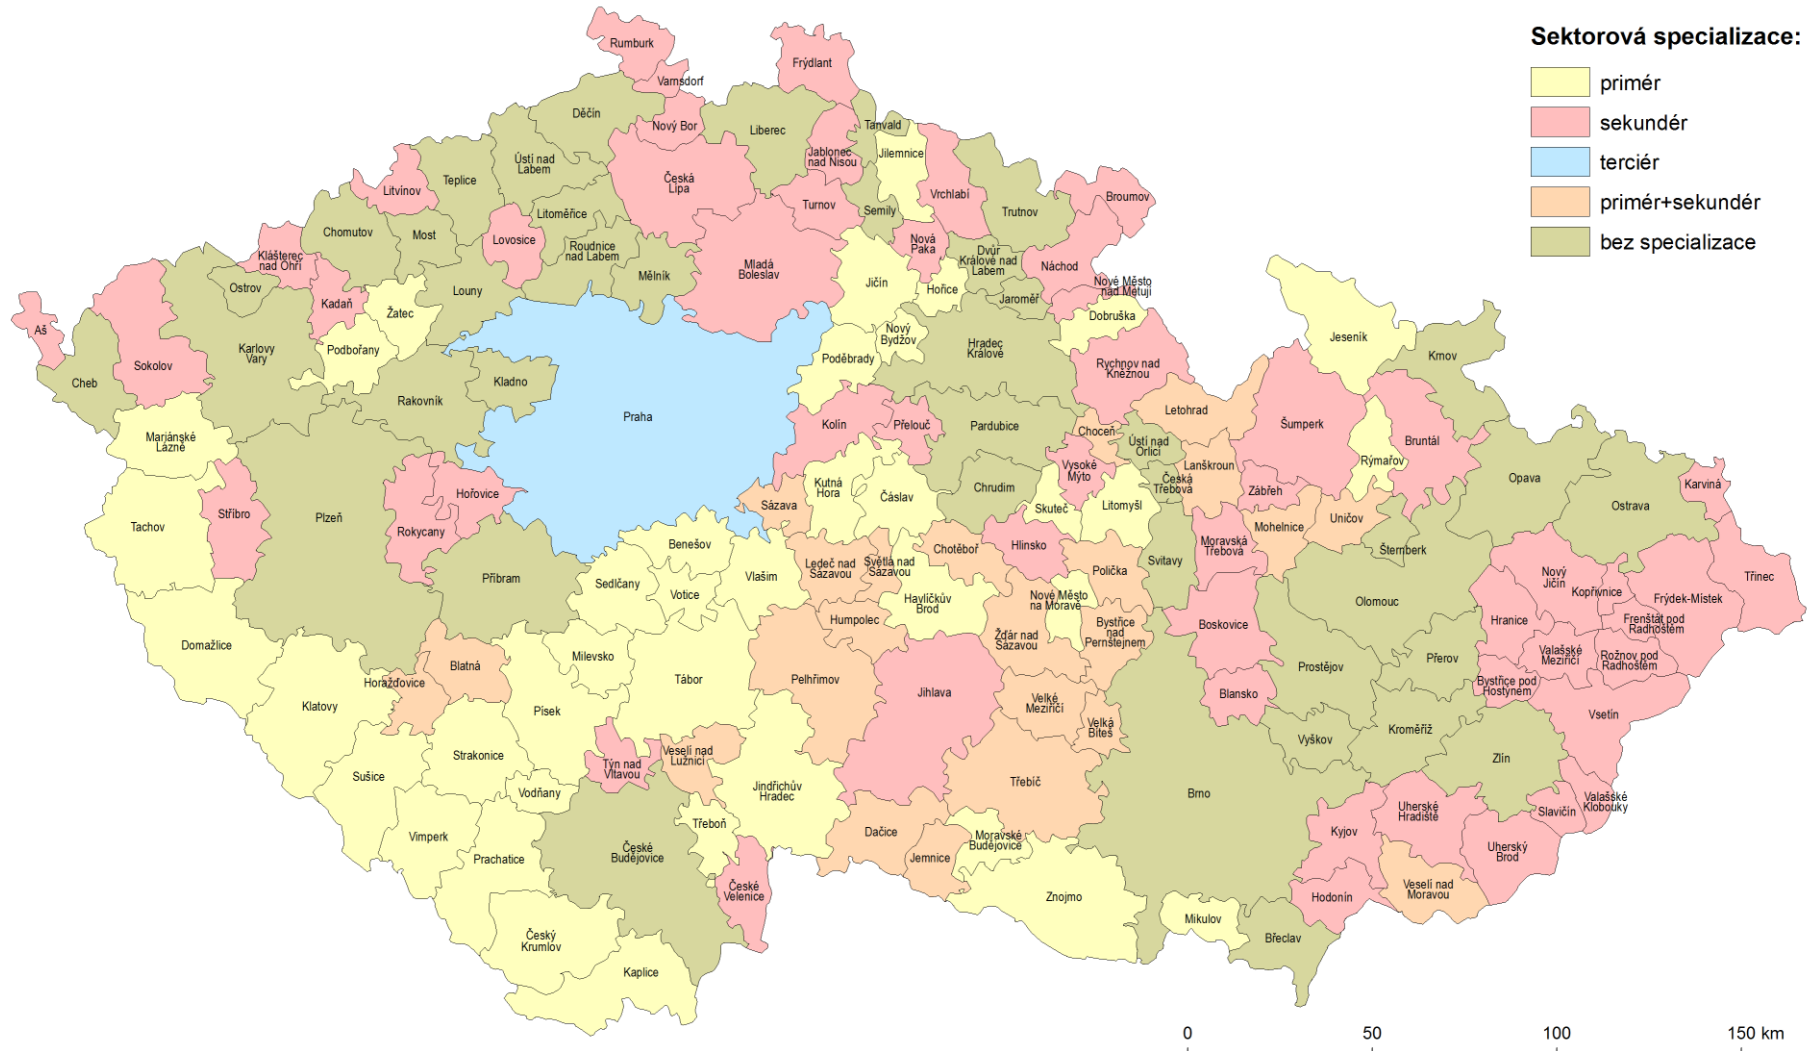 Sektorová specializace:
primér
sekundér
terciér
primér+sekundér
bez specializace
Rumburk
Varnsdorf
Frýdlant
Děčín
Nový Bor
Liberec
Tanvald
Jablonec
nad Nisou
Jilemnice
Ústí nad
Labem
Teplice
Litvínov
Česká
Lípa
Turnov
Semily
Vrchlabí
Trutnov
Broumov
Litoměřice
Chomutov
Most
Lovosice
Roudnice
nad Labem
Mělník
Mladá
Boleslav
Nová
Paka
Dvůr
Králové nad
Labem
Náchod
Klášterec
nad Ohří
Ostrov
Kadaň
Louny
Žatec
Jičín
Hořice
Jaroměř
Nové Město
nad Metují
Dobruška
Aš
Sokolov
Karlovy
Vary
Podbořany
Poděbrady
Nový
Bydžov
Hradec
Králové
Jeseník
Krnov
Cheb
Rakovník
Kladno
Praha
Rychnov nad
Kněžnou
Mariánské
Lázně
Kolín
Přelouč
Pardubice
Letohrad
Choceň
Ústí nad
Orlicí
Šumperk
Bruntál
Rýmařov
Tachov
Stříbro
Plzeň
Hořovice
Rokycany
Sázava
Kutná
Hora
Čáslav
Chrudim
Vysoké
Mýto
Lanškroun
Česká
Třebová
Zábřeh
Opava
Ostrava
Karviná
Skuteč
Litomyšl
Mohelnice
Uničov
Šternberk
Příbram
Benešov
Sedlčany
Votice
Vlašim
Ledeč nad
Sázavou
Světlá nad
Sázavou
Chotěboř
Hlinsko
Polička
Svitavy
Moravská
Třebová
Olomouc
Nový
Jičín
Kopřivnice
Frýdek-Místek
Třinec
Havlíčkův
Brod
Nové Město
na Moravě
Bystřice
nad
Pernštejnem
Boskovice
Hranice
Frenštát pod
Radhoštěm
Domažlice
Humpolec
Žďár nad
Sázavou
Přerov
Valašské
Meziříčí
Rožnov pod
Radhoštěm
Milevsko
Blatná
Horažďovice
Tábor
Pelhřimov
Jihlava
Prostějov
Blansko
Bystřice pod
Hostýnem
Klatovy
Písek
Velké
Meziříčí
Velká
Bíteš
Vsetín
Strakonice
Týn nad
Vltavou
Veselí nad
Lužnicí
Vyškov
Kroměříž
Zlín
Sušice
Vodňany
Jindřichův
Hradec
Třebíč
Brno
Valašské
Klobouky
Slavičín
Vimperk
Prachatice
České
Budějovice
Třeboň
Dačice
Moravské
Budějovice
Jemnice
Kyjov
Uherské
Hradiště
Uherský
Brod
České
Velenice
Znojmo
Hodonín
Veselí nad
Moravou
Český
Krumlov
Kaplice
Mikulov
Břeclav
0 50 100 150 km